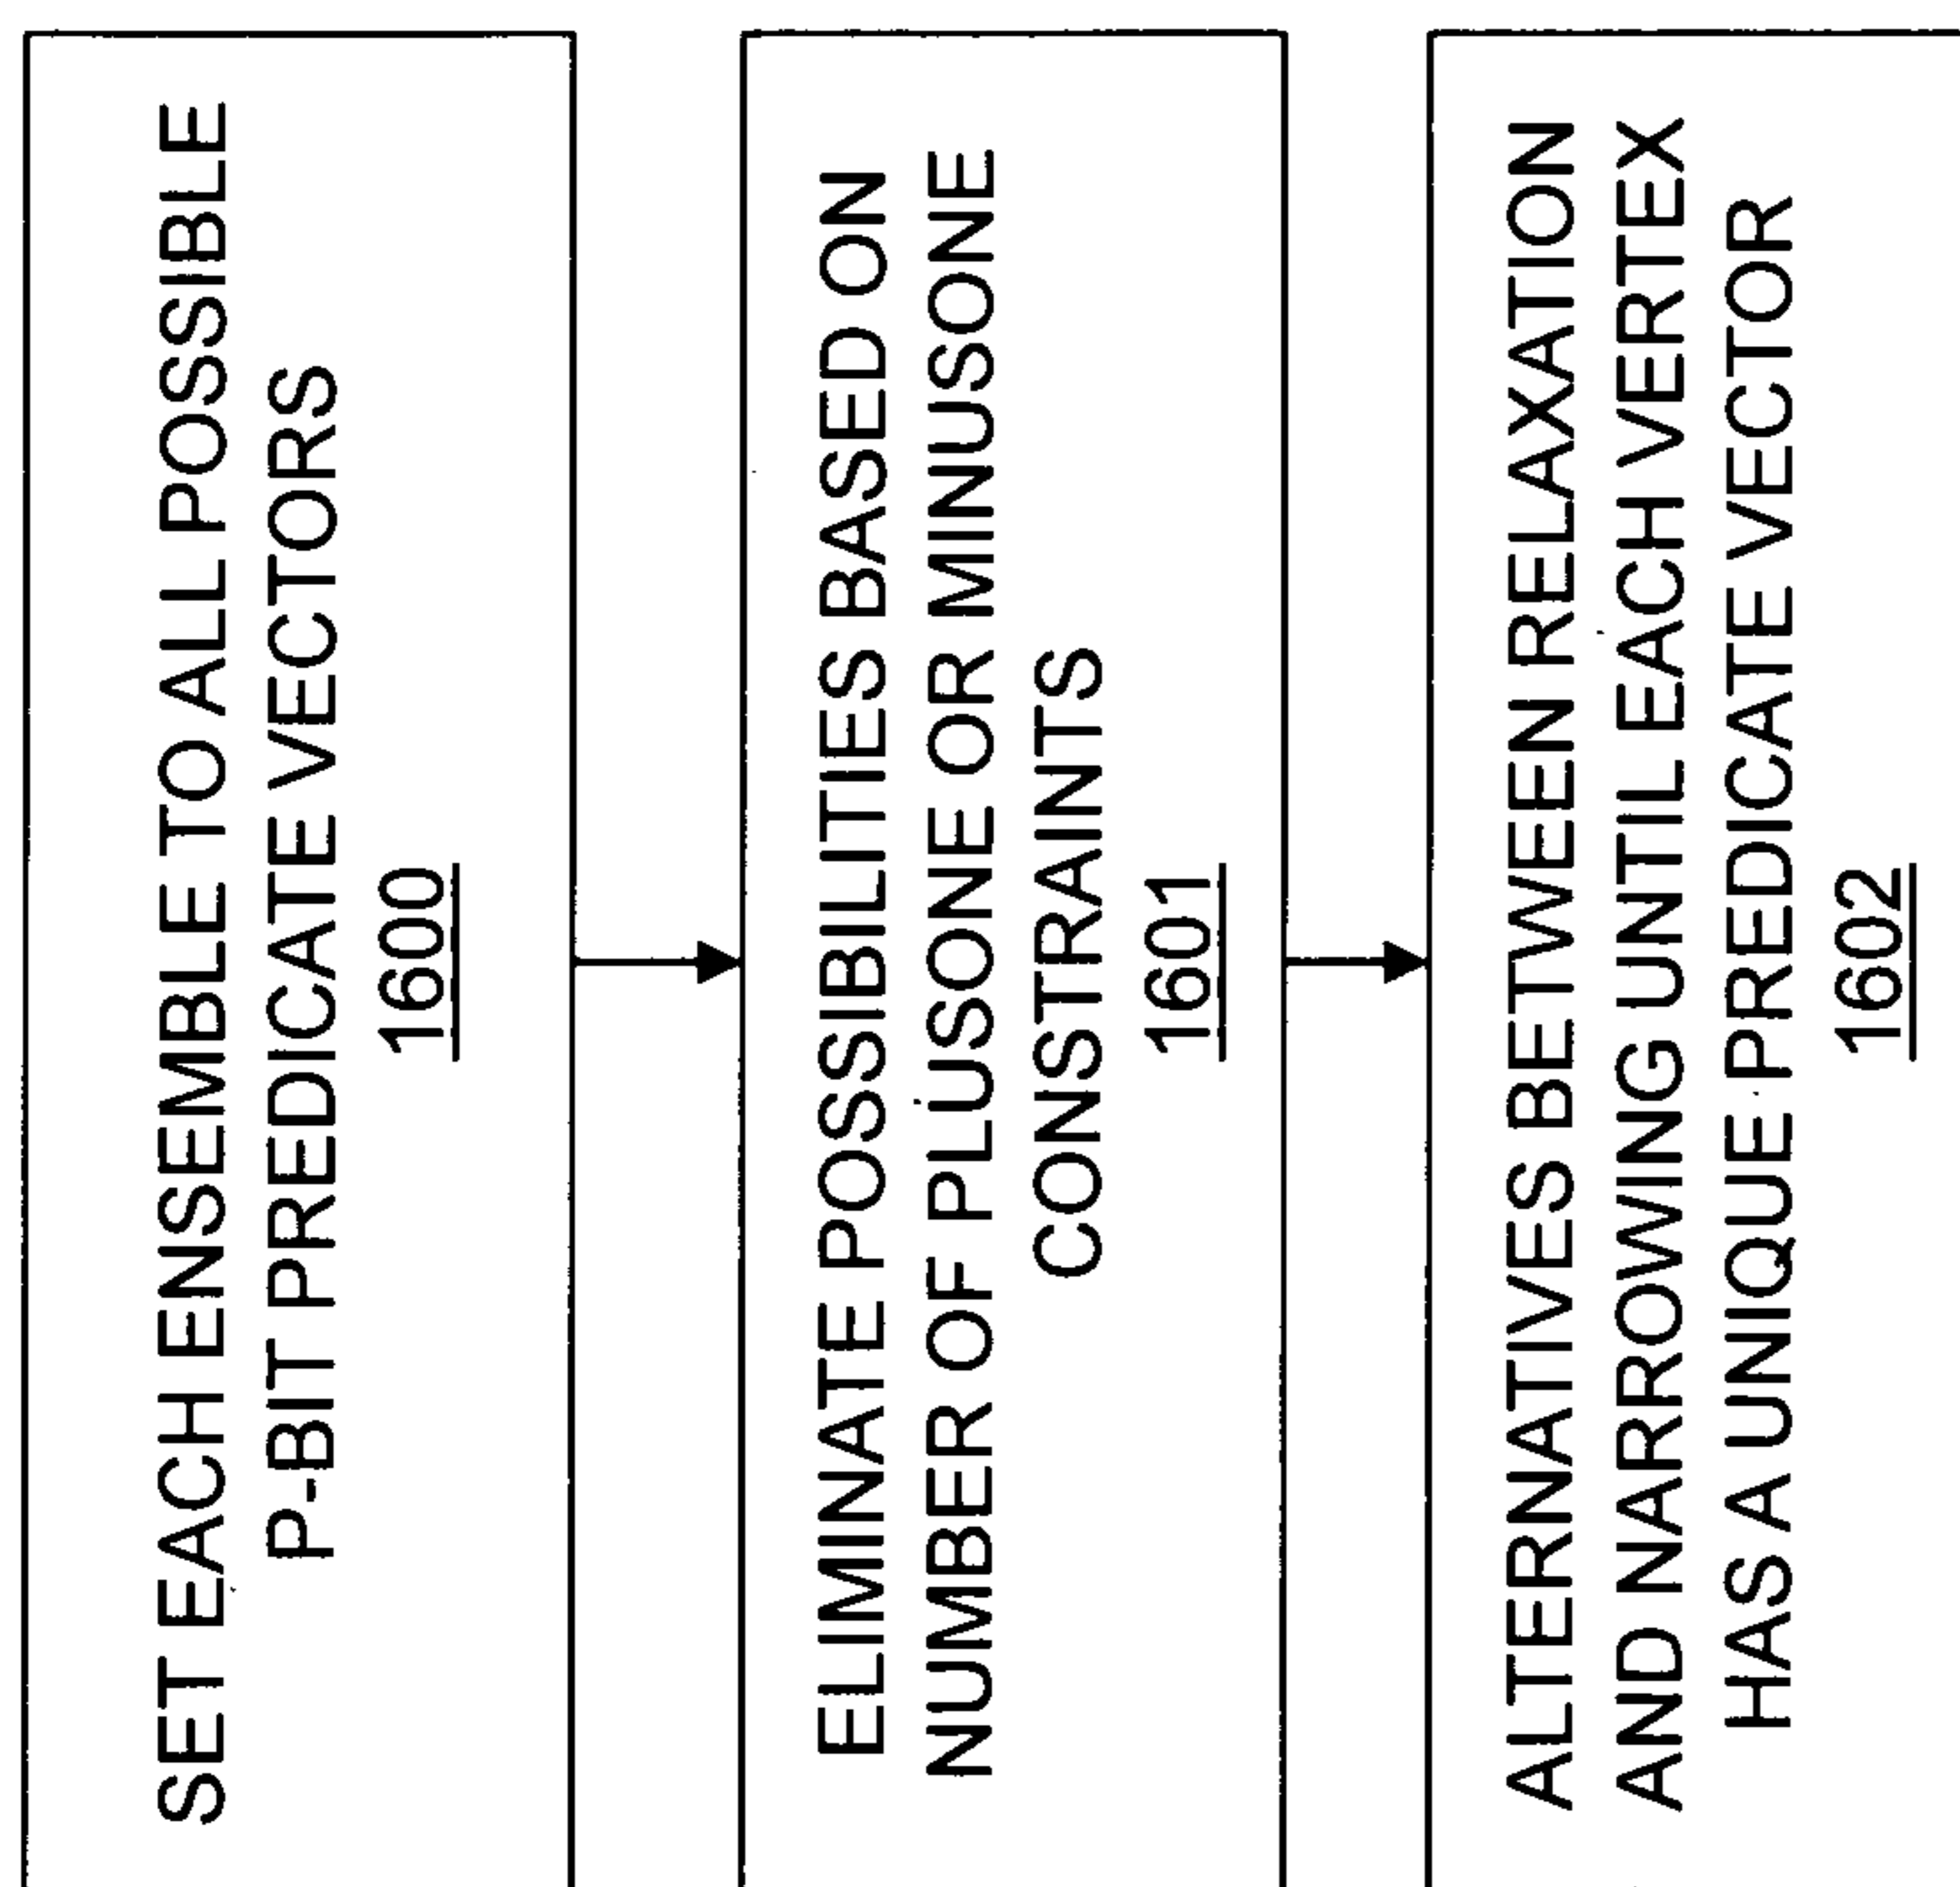 SET EACH ENSEMBLE TO ALL POSSIBLE
P-BIT PREDICATE VECTORS
1600
ELIMINATE POSSIBILITIES BASED ON
NUMBER OF PLUSONE OR MINUSONE
CONSTRAINTS
1601
ALTERNATIVES BETWEEN RELAXATION
AND NARROWING UNTIL EACH VERTEX
HAS A UNIQUE PREDICATE VECTOR
1602